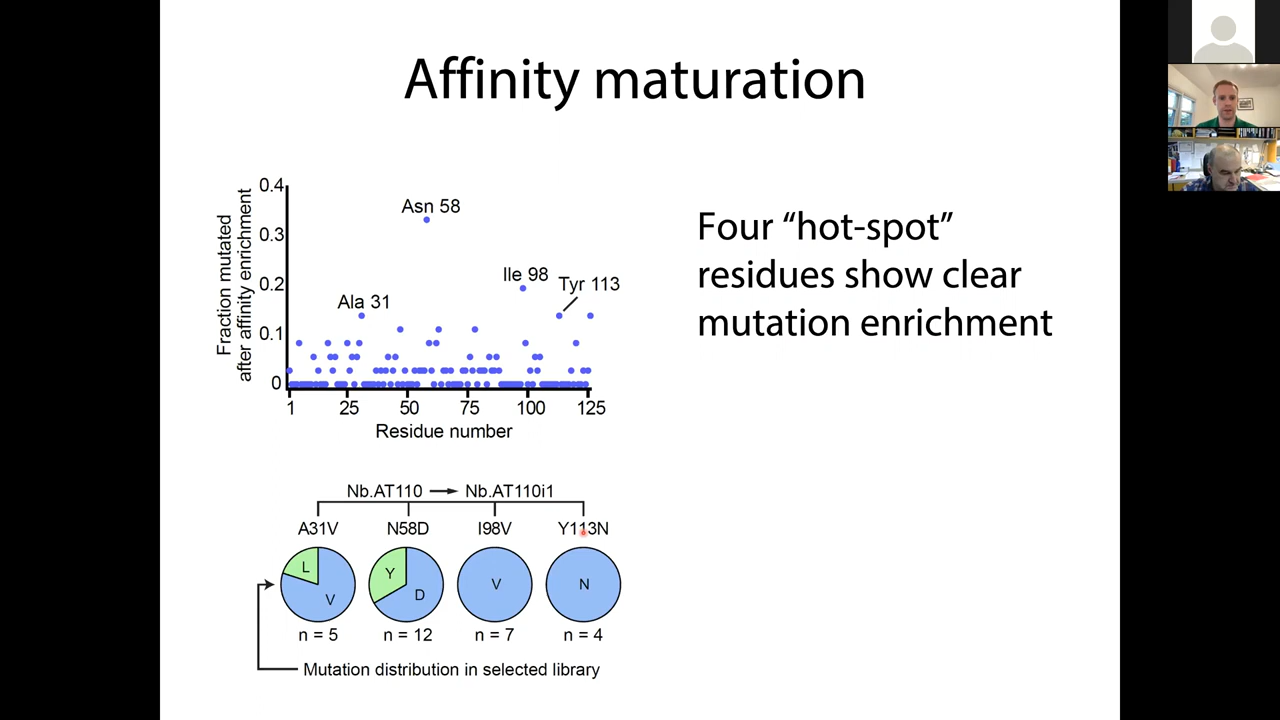 Affinity maturation
Fraction mutated
after affinity enrichment
0.4
0.3
0.2
0.1
0
Asn 58
Ile 98
Tyr 113
Ala 31
1
25
50
75
100
125
Residue number
Four “hot-spot”
residues show clear
mutation enrichment
Nb.AT110 → Nb.AT110i1
A31V N58D I98V Y113N
L V Y D V N
n = 5 n = 12 n = 7 n = 4
Mutation distribution in selected library